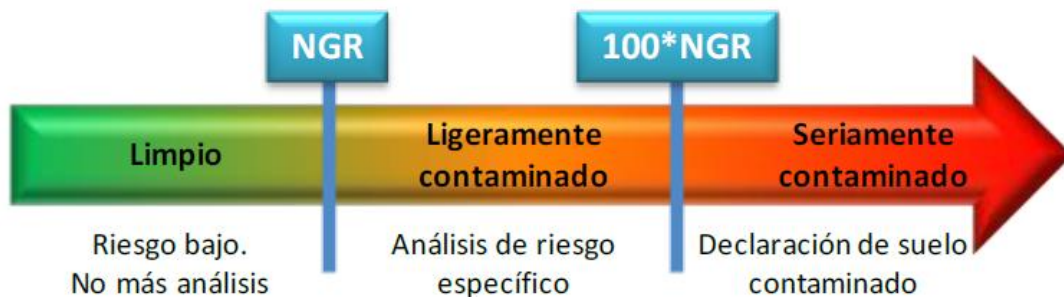 NGR
100*NGR
Limpio
Ligeramente
contaminado
Seriamente
contaminado
Riesgo bajo.
No más análisis
Análisis de riesgo
específico
Declaración de suelo
contaminado